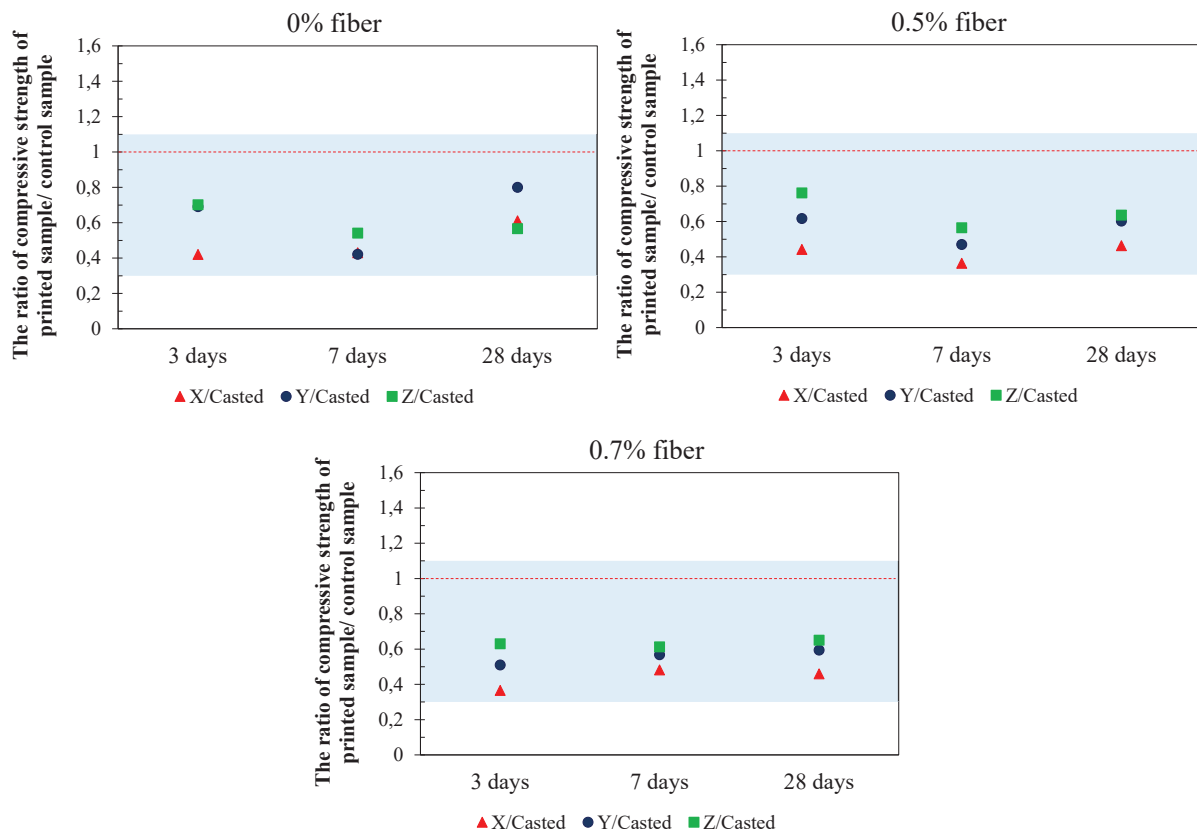 0% fiber
The ratio of compressive strength of
printed sample/ control sample
1,6
1,4
1,2
1
0,8
0,6
0,4
0,2
0
3 days 7 days 28 days
X/Casted Y/Casted Z/Casted
0.5% fiber
The ratio of compressive strength of
printed sample/ control sample
1,6
1,4
1,2
1
0,8
0,6
0,4
0,2
0
3 days 7 days 28 days
X/Casted Y/Casted Z/Casted
0.7% fiber
The ratio of compressive strength of
printed sample/ control sample
1,6
1,4
1,2
1
0,8
0,6
0,4
0,2
0
3 days 7 days 28 days
X/Casted Y/Casted Z/Casted